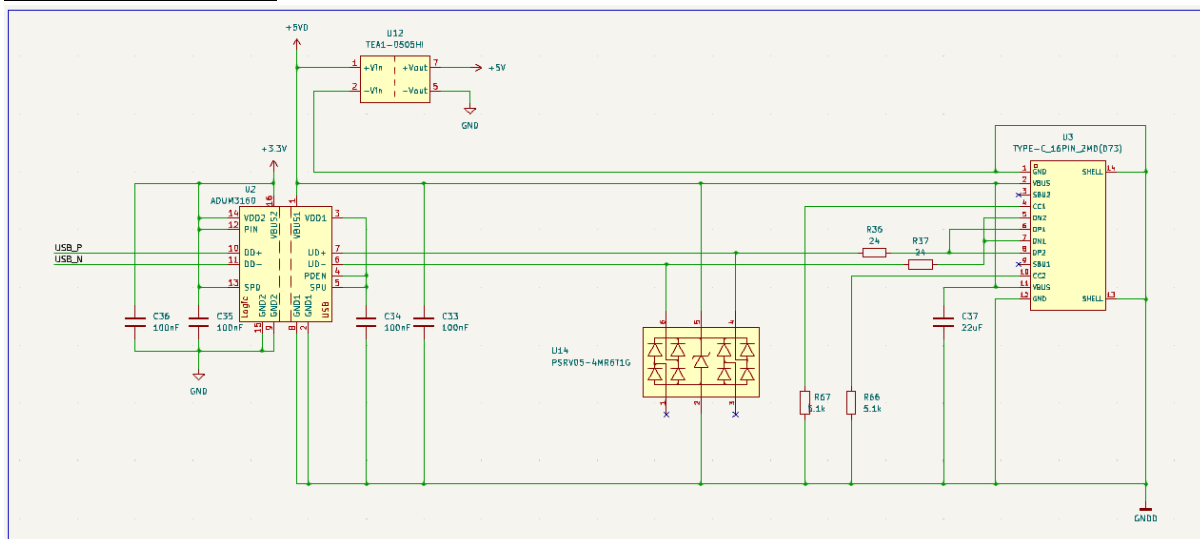 +5VD
U12
TEA1-0505HI
1 +Vin +Vout 7
+5V
2 -Vin -Vout 5
GND
U3
TYPE-C_16PIN_2MD(073)
1 GND SHELL 14
2 VBUS
3 SBU2
4 CC1
5 DN2
6 DP1
7 DN1
8 DP2
9 SBU1
10 CC2
11 VBUS
12 GND SHELL 13
+3.3V
U2
ADUM3160
16 VBUS2
1 VBUS1
14 VDD2 VDD1 3
12 PIN
USB_P
10 DD+ UD+ 7
USB_N
11 DD- UD- 6
PDEN 4
13 SPD SPU 5
Logic
USB
15 GND2
9 GND2
8 GND1
2 GND1
R36
24
R37
24
C36
100nF
C35
100nF
C34
100nF
C33
100nF
C37
22uF
GND
U14
PSRV05-4MR6T1G
6 5 4
1 2 3
R67
5.1k
R66
5.1k
GNDD